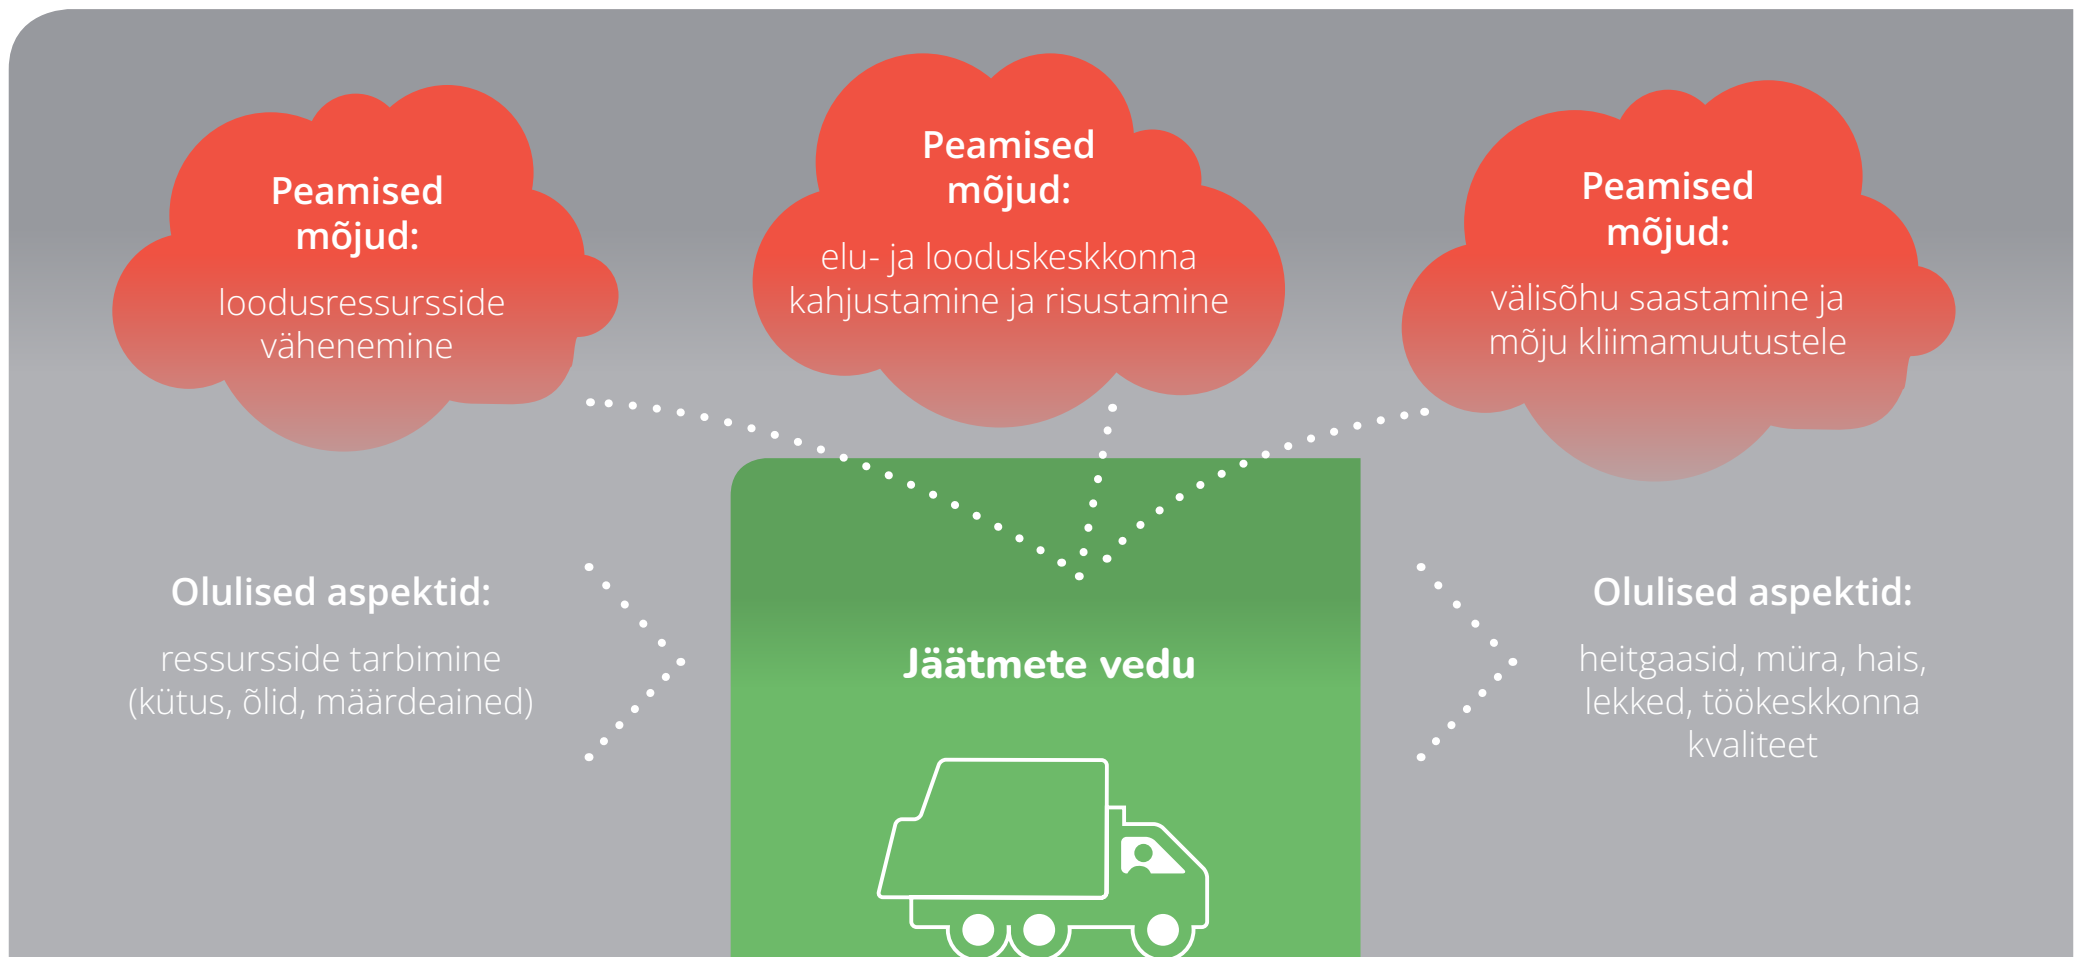 Peamised
mõjud:
loodusressursside
vähenemine
Peamised
mõjud:
elu- ja looduskeskkonna
kahjustamine ja risustamine
Peamised
mõjud:
välisõhu saastamine ja
mõju kliimamuutustele
Olulised aspektid:
ressursside tarbimine
(kütus, õlid, määrdeained)
Jäätmete vedu
Olulised aspektid:
heitgaasid, müra, hais,
lekked, töökeskkonna
kvaliteet